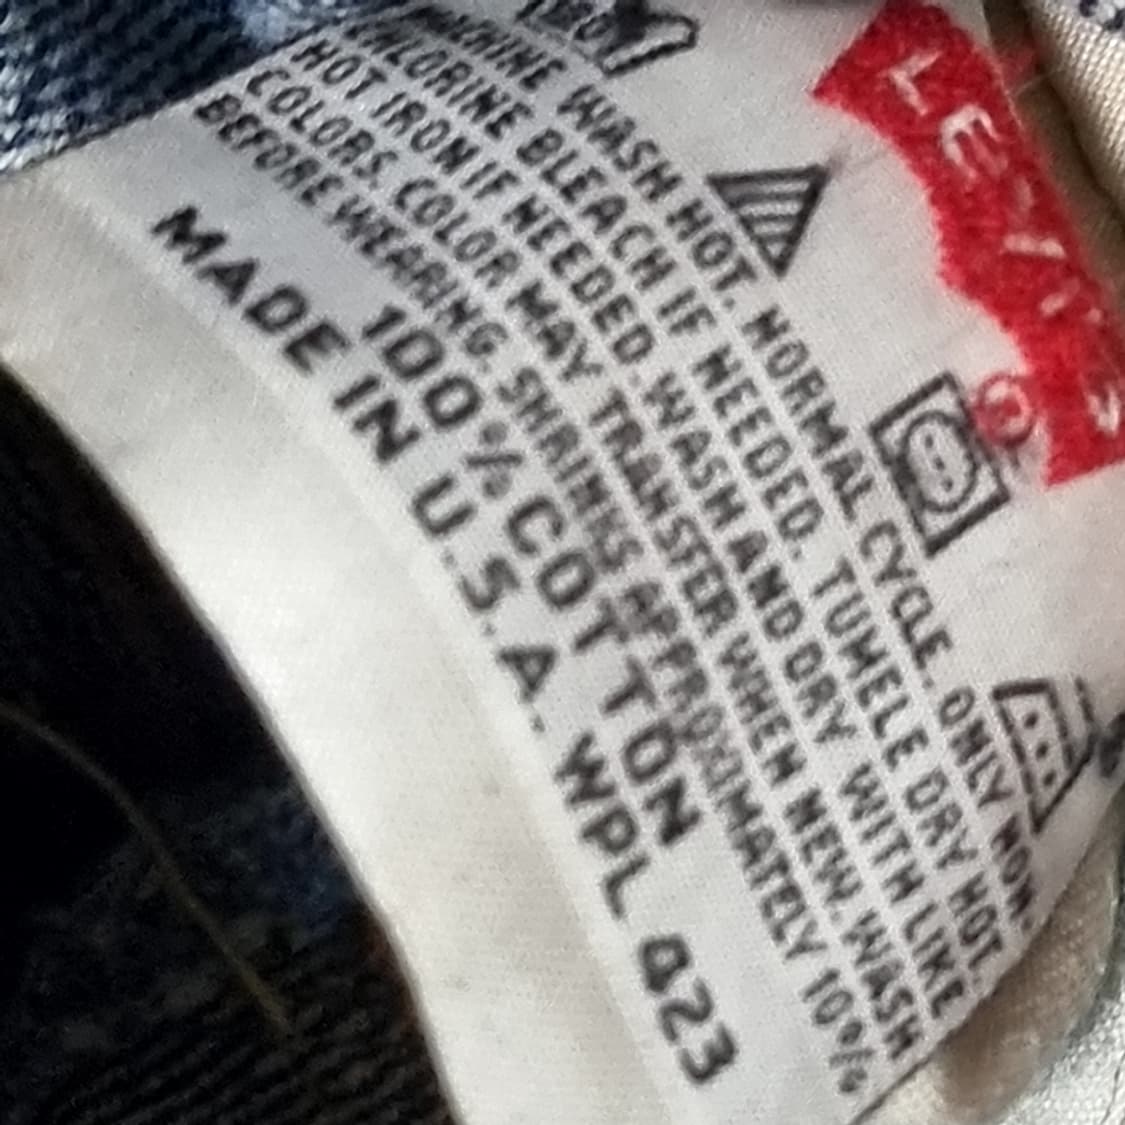 LEVI'S
®
MACHINE WASH HOT. NORMAL CYCLE. ONLY NON-
CHLORINE BLEACH IF NEEDED. TUMBLE DRY HOT.
HOT IRON IF NEEDED. WASH AND DRY WITH LIKE
COLORS. COLOR MAY TRANSFER WHEN NEW. WASH
BEFORE WEARING. SHRINKS APPROXIMATELY 10%
100% COTTON
MADE IN U.S.A. WPL 423